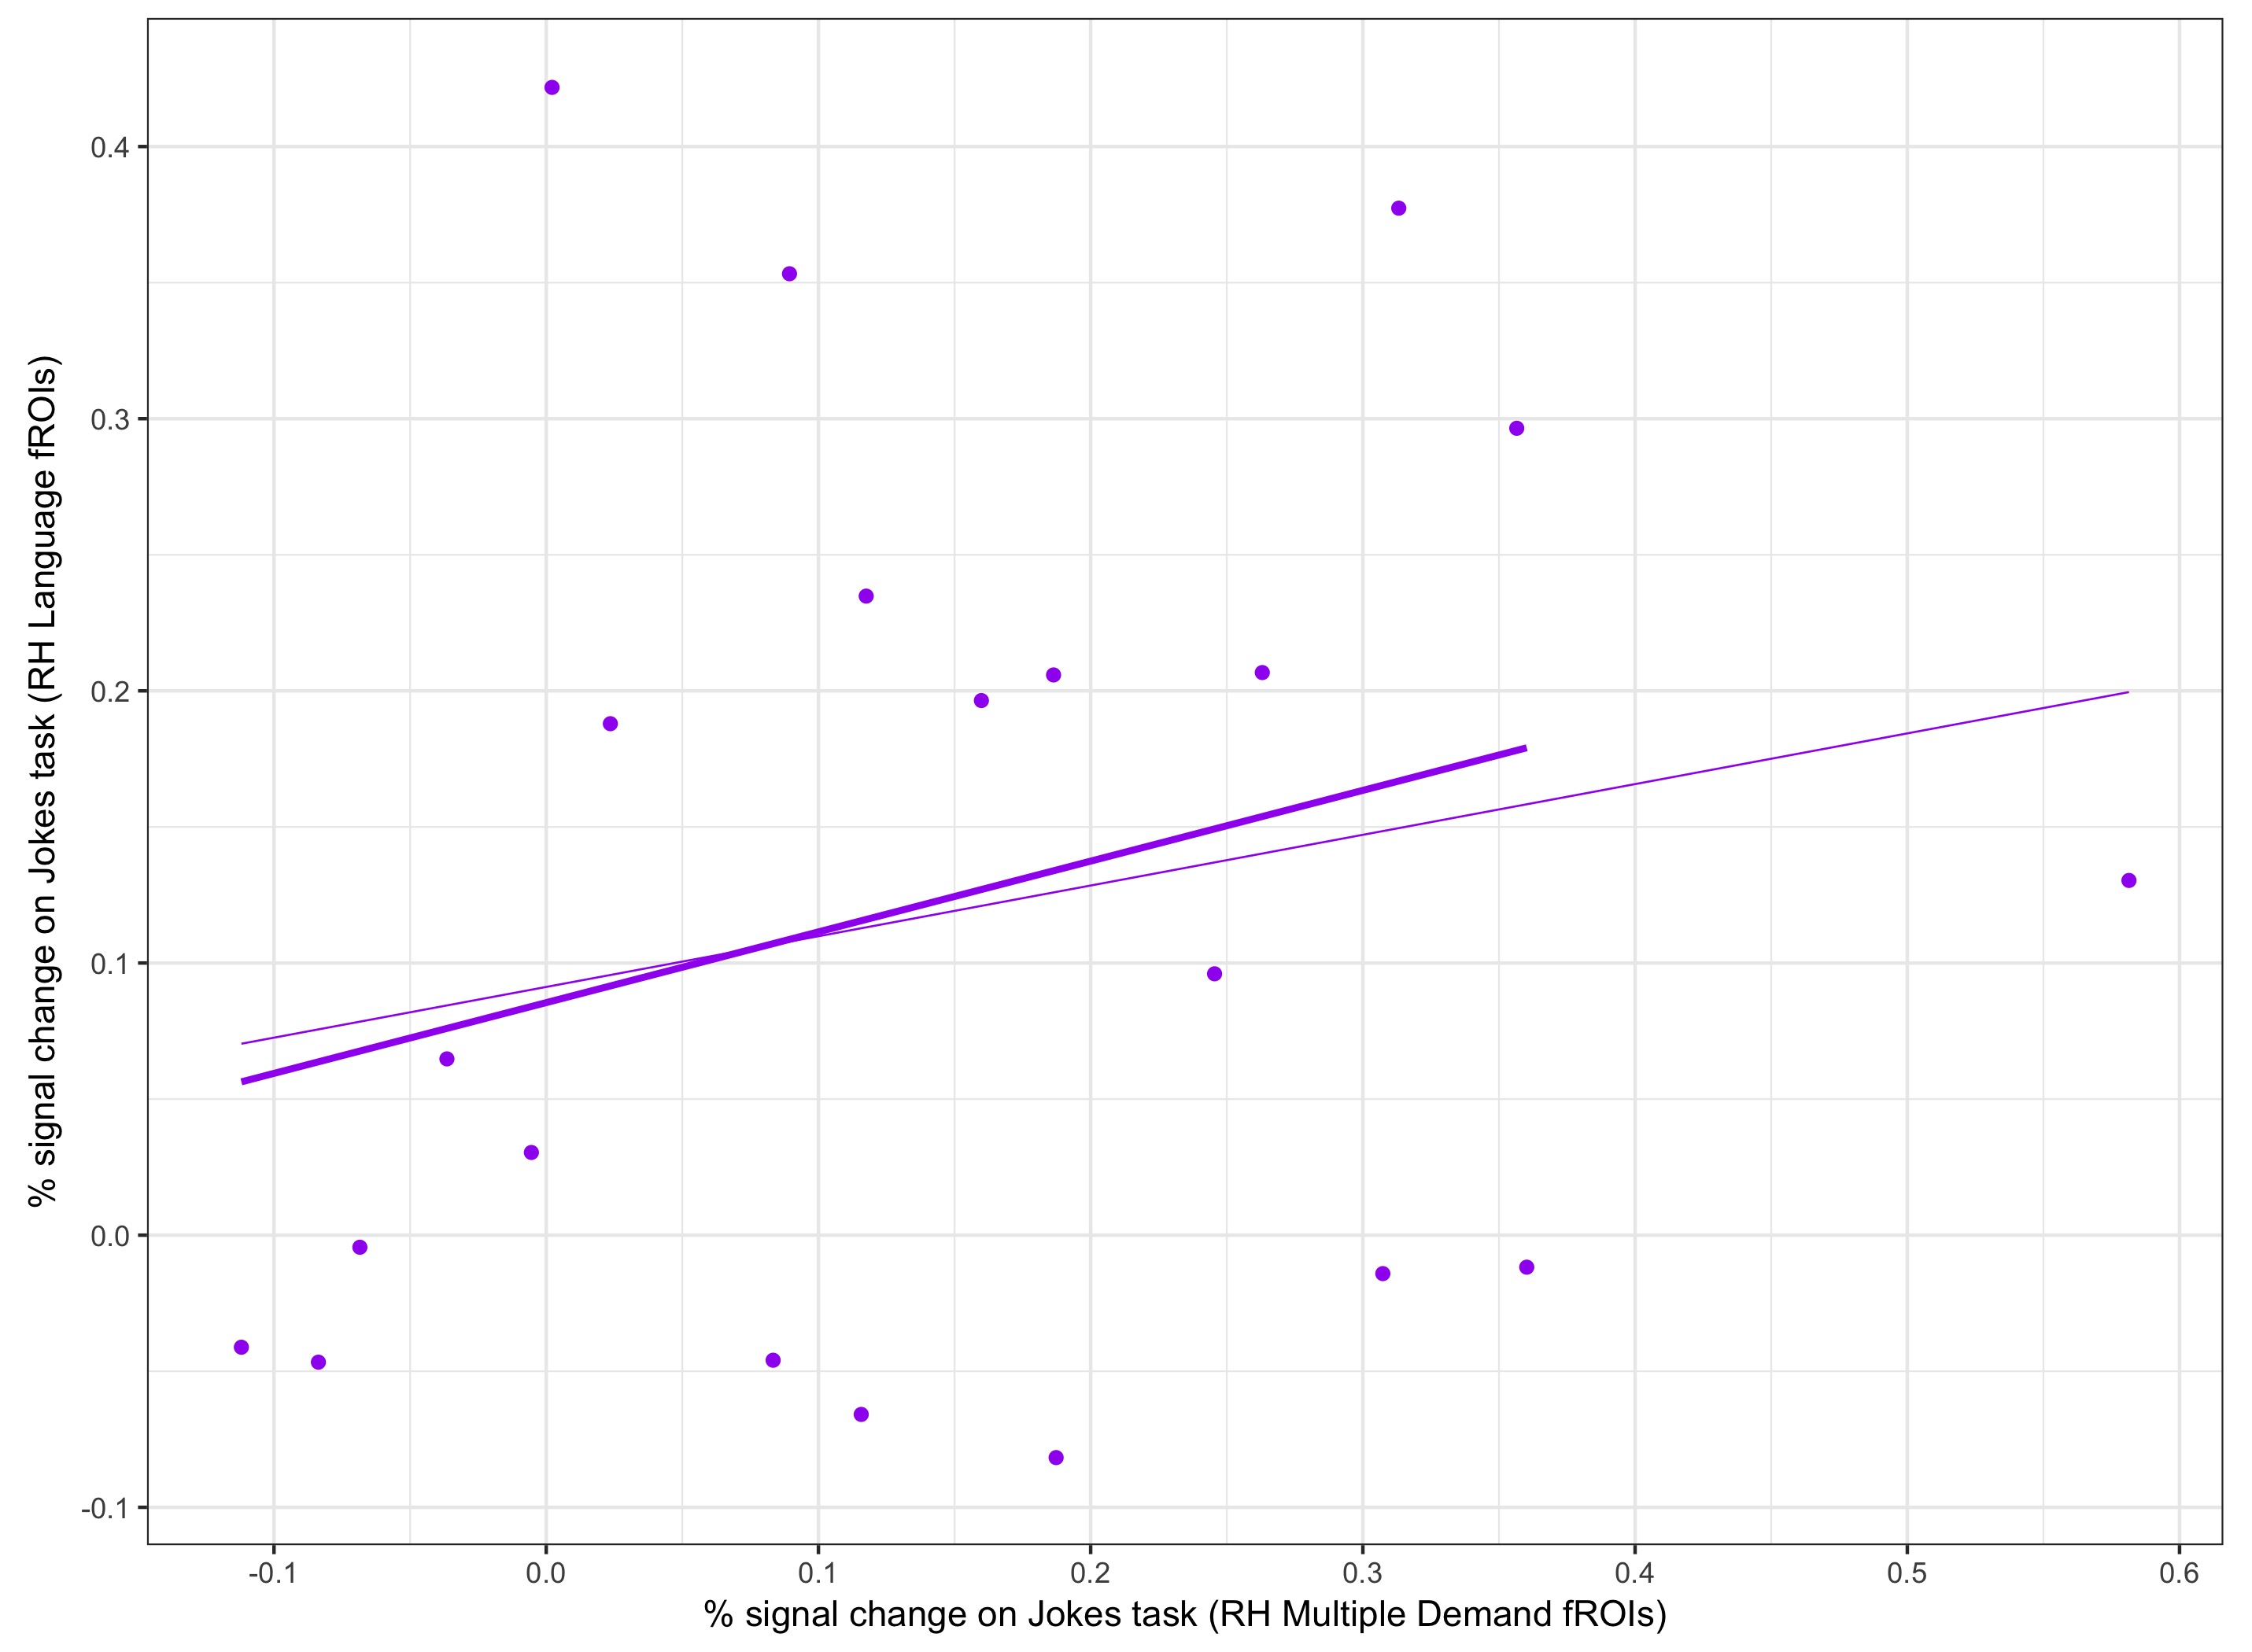 % signal change on Jokes task (RH Language fROIs)
0.4
0.3
0.2
0.1
0.0
-0.1
-0.1 0.0 0.1 0.2 0.3 0.4 0.5 0.6
% signal change on Jokes task (RH Multiple Demand fROIs)